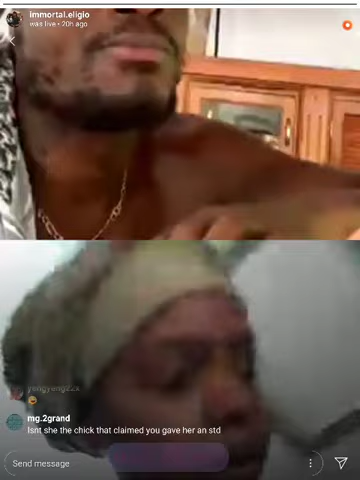 immortal.eligio
was live • 20h ago
yengyeng22x
mg.2grand
Isnt she the chick that claimed you gave her an std
Send message